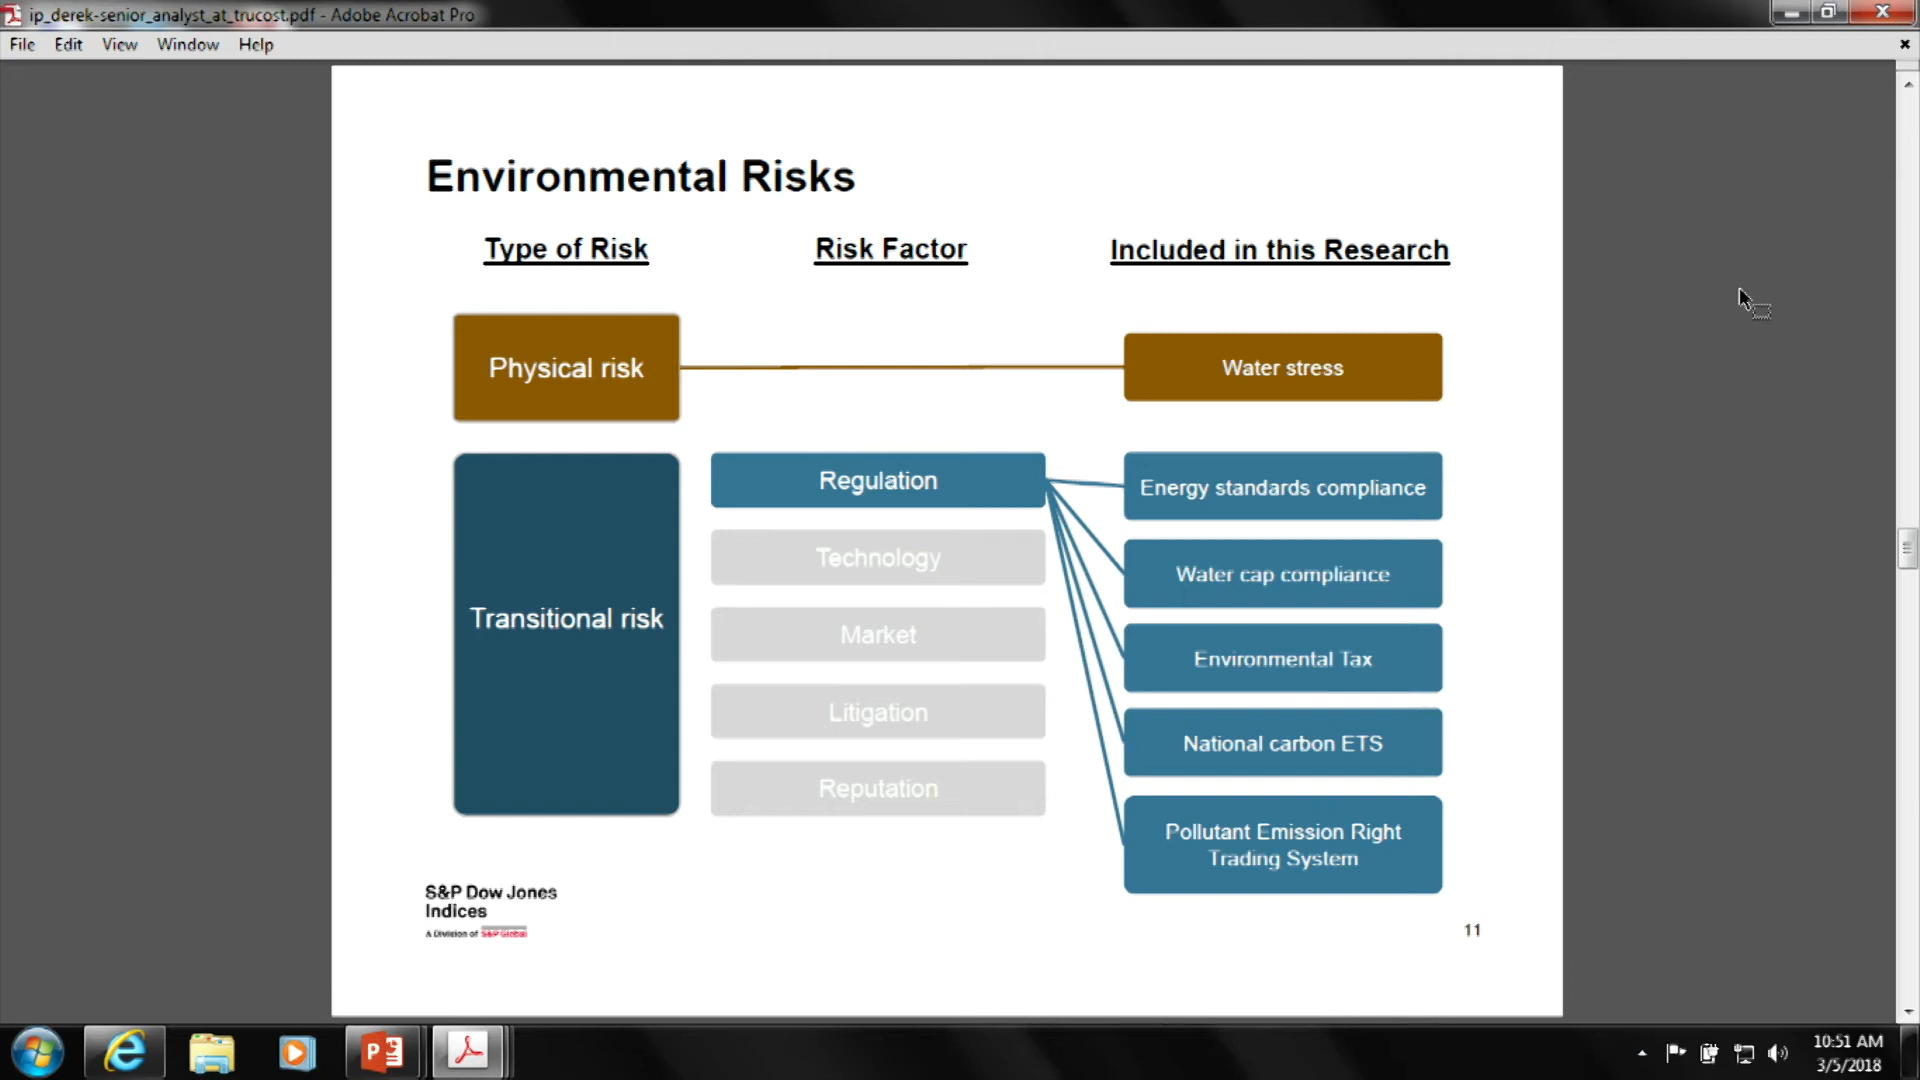 ip_derek-senior_analyst_at_trucost.pdf - Adobe Acrobat Pro
File Edit View Window Help
Environmental Risks
Type of Risk Risk Factor Included in this Research
Physical risk
Water stress
Transitional risk
Regulation
Technology
Market
Litigation
Reputation
Energy standards compliance
Water cap compliance
Environmental Tax
National carbon ETS
Pollutant Emission Right
Trading System
S&P Dow Jones
Indices
A Division of S&P Global
11
10:51 AM
3/5/2018